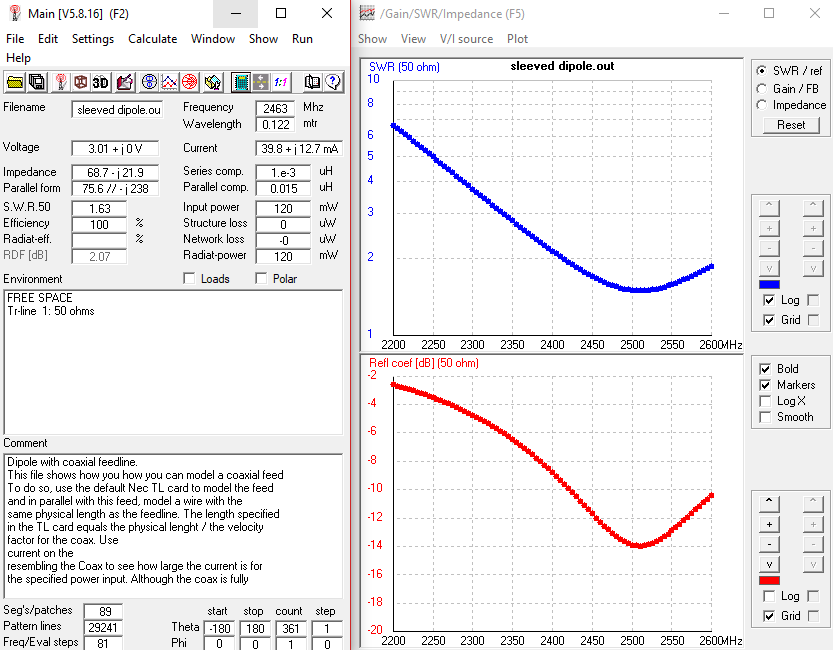 Main [V5.8.16] (F2)
File Edit Settings Calculate Window Show Run
Help
3D
1:1
Filename sleeved dipole.ou Frequency 2463 Mhz
Wavelength 0.122 mtr
Voltage 3.01 + j 0 V Current 39.8 + j 12.7 mA
Impedance 68.7 - j 21.9 Series comp. 1.e-3 uH
Parallel form 75.6 // - j 238 Parallel comp. 0.015 uH
S.W.R.50 1.63 Input power 120 mW
Efficiency 100 % Structure loss 0 uW
Radiat-eff. % Network loss -0 uW
RDF [dB] 2.07 Radiat-power 120 mW
Environment Loads Polar
FREE SPACE
Tr-line 1: 50 ohms
Comment
Dipole with coaxial feedline.
This file shows how you how you can model a coaxial feed
To do so, use the default Nec TL card to model the feed
and in parallel with this feed, model a wire with the
same physical length as the feedline. The length specified
in the TL card equals the physical lenght / the velocity
factor for the coax. Use
current on the
resembling the Coax to see how large the current is for
the specified power input. Although the coax is fully
Seg's/patches 89 start stop count step
Pattern lines 29241 Theta -180 180 361 1
Freq/Eval steps 81 Phi 0 0 1 0
/Gain/SWR/Impedance (F5)
Show View V/I source Plot
SWR (50 ohm) sleeved dipole.out
10
8
6
5
4
3
2
1
2200 2250 2300 2350 2400 2450 2500 2550 2600MHz
Refl coef [dB] (50 ohm)
-2
-4
-6
-8
-10
-12
-14
-16
-18
-20
2200 2250 2300 2350 2400 2450 2500 2550 2600MHz
SWR / ref
Gain / FB
Impedance
Reset
^ ^
+ +
- -
v v
Log
Grid
Bold
Markers
Log X
Smooth
^ ^
+ +
- -
v v
Log
Grid